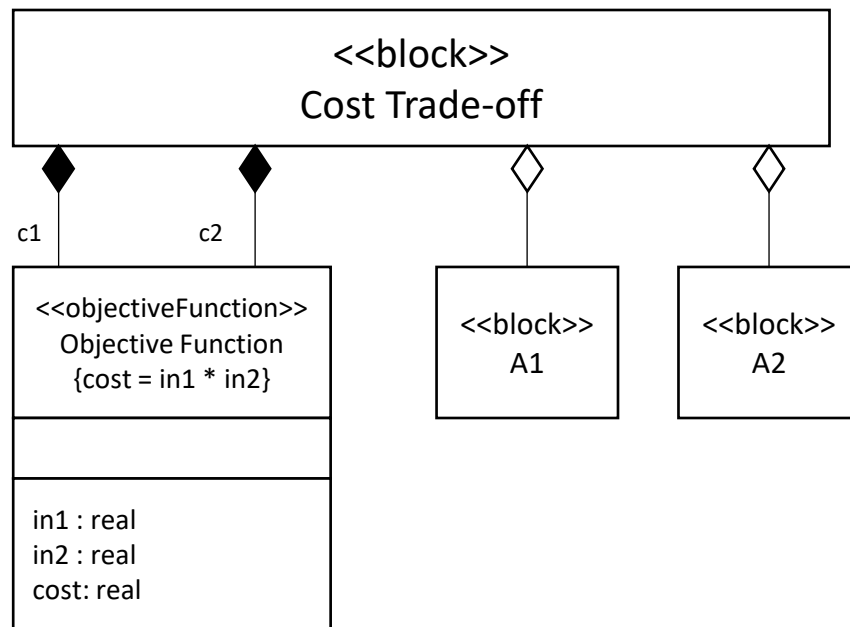 <<block>>
Cost Trade-off
c1
c2
<<objectiveFunction>>
Objective Function
{cost = in1 * in2}
<<block>>
A1
<<block>>
A2
in1 : real
in2 : real
cost: real